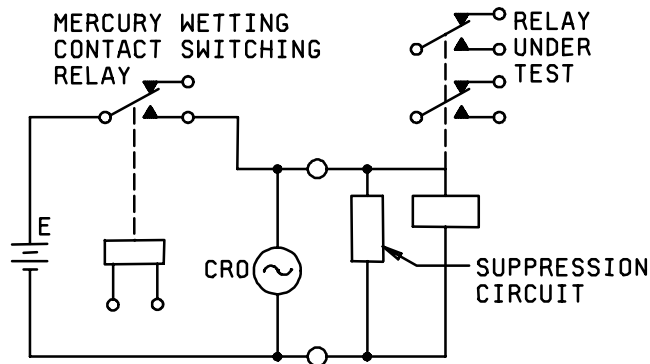 MERCURY WETTING
CONTACT SWITCHING
RELAY
RELAY
UNDER
TEST
E
CRO
SUPPRESSION
CIRCUIT